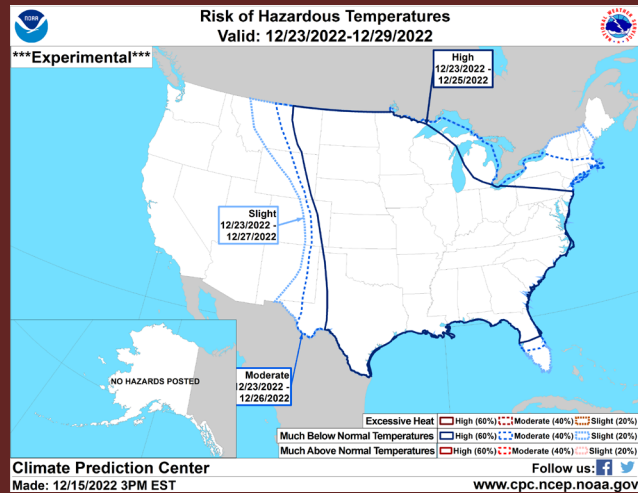 Risk of Hazardous Temperatures
Valid: 12/23/2022-12/29/2022
NOAA
***Experimental***
High
12/23/2022 -
12/25/2022
Slight
12/23/2022 -
12/27/2022
Moderate
12/23/2022 -
12/26/2022
NO HAZARDS POSTED
Excessive Heat High (60%) Moderate (40%) Slight (20%)
Much Below Normal Temperatures High (60%) Moderate (40%) Slight (20%)
Much Above Normal Temperatures High (60%) Moderate (40%) Slight (20%)
Climate Prediction Center
Follow us:
Made: 12/15/2022 3PM EST
www.cpc.ncep.noaa.gov